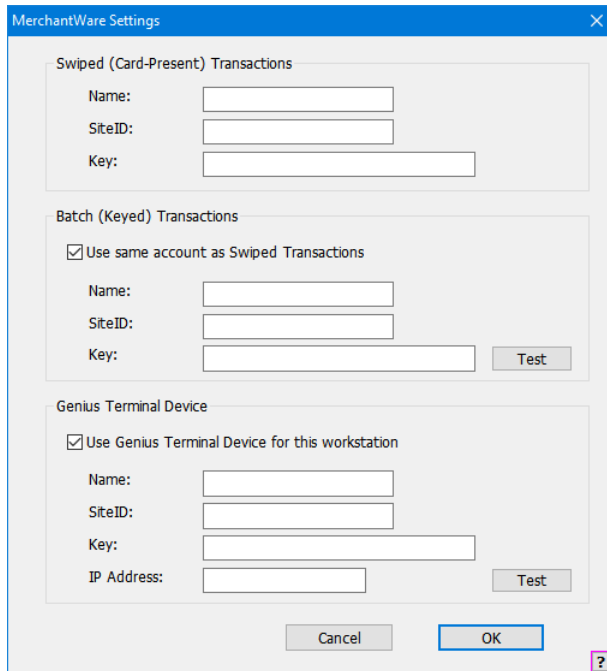 MerchantWare Settings
Swiped (Card-Present) Transactions
Name:
SiteID:
Key:
Batch (Keyed) Transactions
Use same account as Swiped Transactions
Name:
SiteID:
Key:
Test
Genius Terminal Device
Use Genius Terminal Device for this workstation
Name:
SiteID:
Key:
IP Address:
Test
Cancel
OK
?